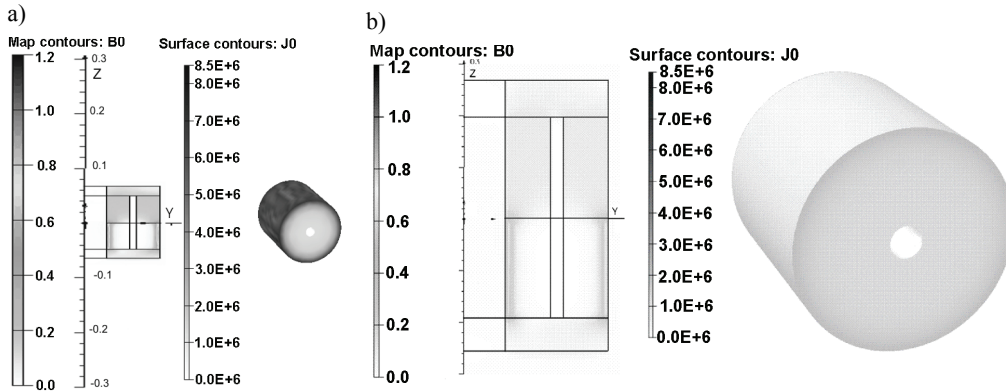 a)
Map contours: B0
1.2
1.0
0.8
0.6
0.4
0.2
0.0
0.3
Z
0.2
0.1
Y
-0.1
-0.2
-0.3
Surface contours: J0
8.5E+6
8.0E+6
7.0E+6
6.0E+6
5.0E+6
4.0E+6
3.0E+6
2.0E+6
1.0E+6
0.0E+6
b)
Map contours: B0
1.2
1.0
0.8
0.6
0.4
0.2
0.0
Z
Y
Surface contours: J0
8.5E+6
8.0E+6
7.0E+6
6.0E+6
5.0E+6
4.0E+6
3.0E+6
2.0E+6
1.0E+6
0.0E+6